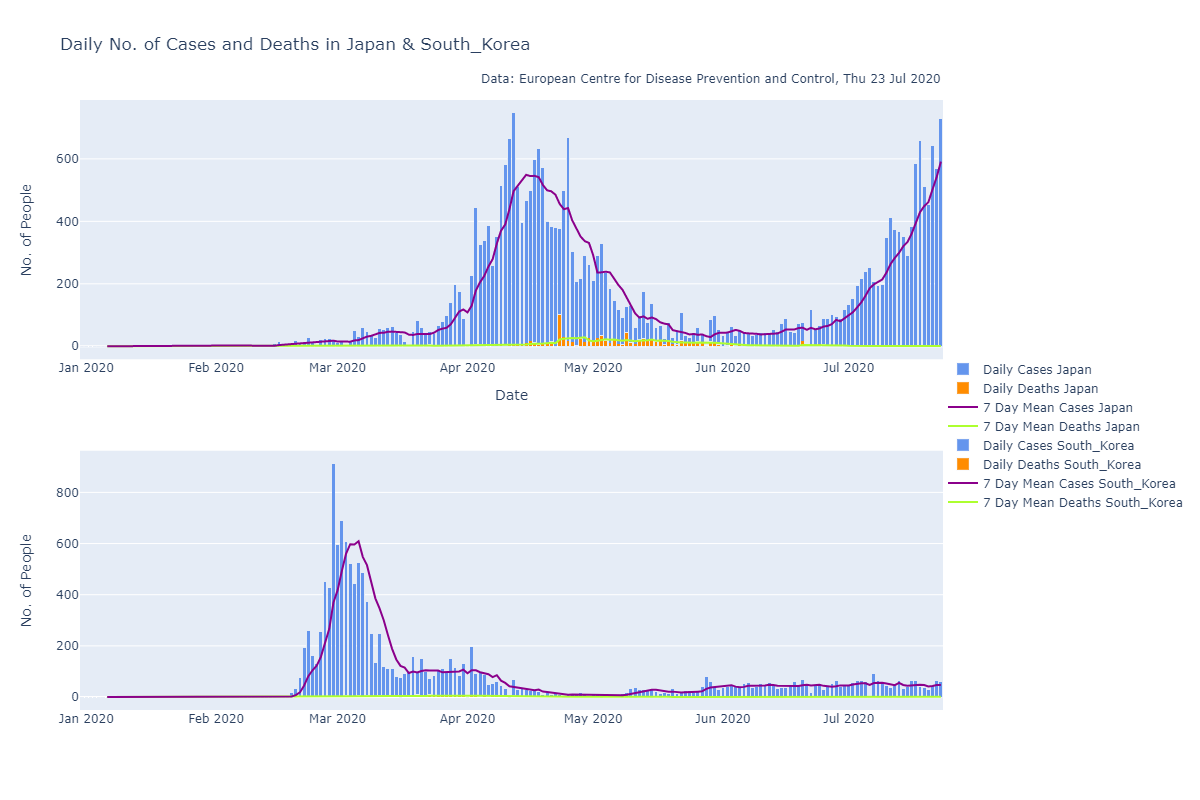 Daily No. of Cases and Deaths in Japan & South_Korea
Data: European Centre for Disease Prevention and Control, Thu 23 Jul 2020
No. of People
600
400
200
0
Jan 2020 Feb 2020 Mar 2020 Apr 2020 May 2020 Jun 2020 Jul 2020
Date
Daily Cases Japan
Daily Deaths Japan
7 Day Mean Cases Japan
7 Day Mean Deaths Japan
Daily Cases South_Korea
Daily Deaths South_Korea
7 Day Mean Cases South_Korea
7 Day Mean Deaths South_Korea
No. of People
800
600
400
200
0
Jan 2020 Feb 2020 Mar 2020 Apr 2020 May 2020 Jun 2020 Jul 2020